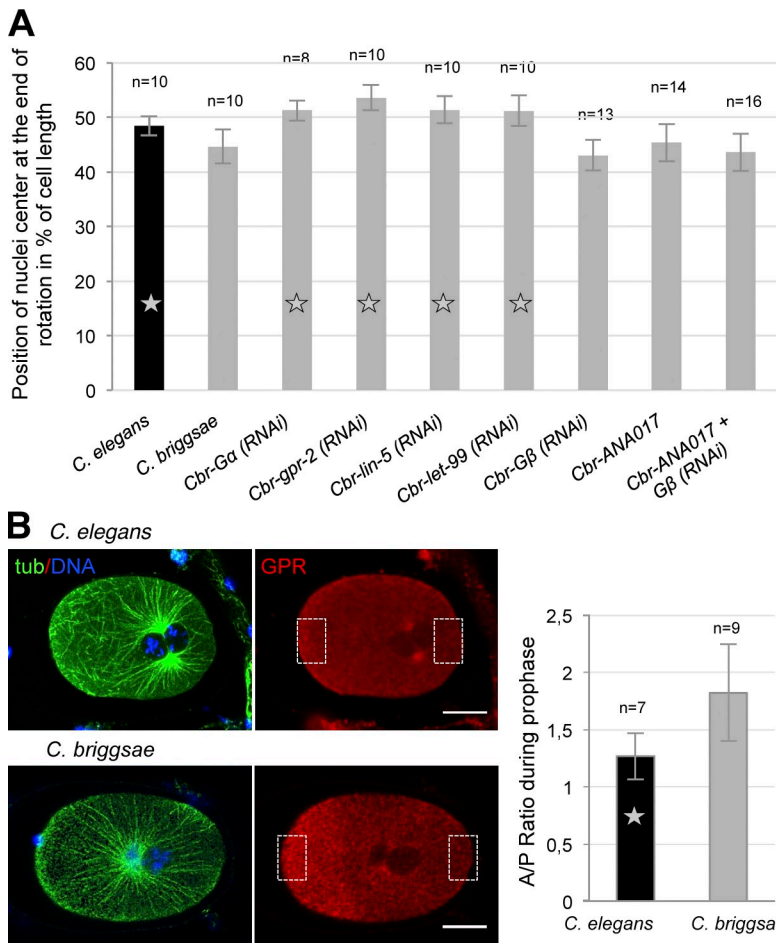 A
Position of nuclei center at the end of
rotation in % of cell length
60
50
40
30
20
10
0
n=10
n=10
n=8
n=10
n=10
n=10
n=13
n=14
n=16
C. elegans
C. briggsae
Cbr-Gα (RNAi)
Cbr-gpr-2 (RNAi)
Cbr-lin-5 (RNAi)
Cbr-let-99 (RNAi)
Cbr-Gβ (RNAi)
Cbr-ANA017
Cbr-ANA017 +
Gβ (RNAi)
B
C. elegans
tub/DNA
GPR
C. briggsae
A/P Ratio during prophase
2,5
2
1,5
1
0,5
0
n=7
n=9
C. elegans
C. briggsa